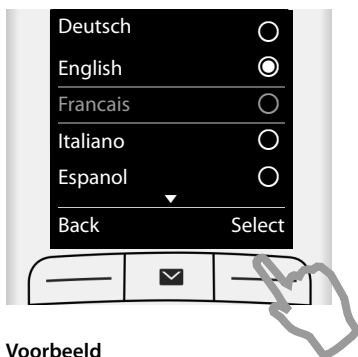 Deutsch
English
Francais
Italiano
Espanol
Back Select
Voorbeeld